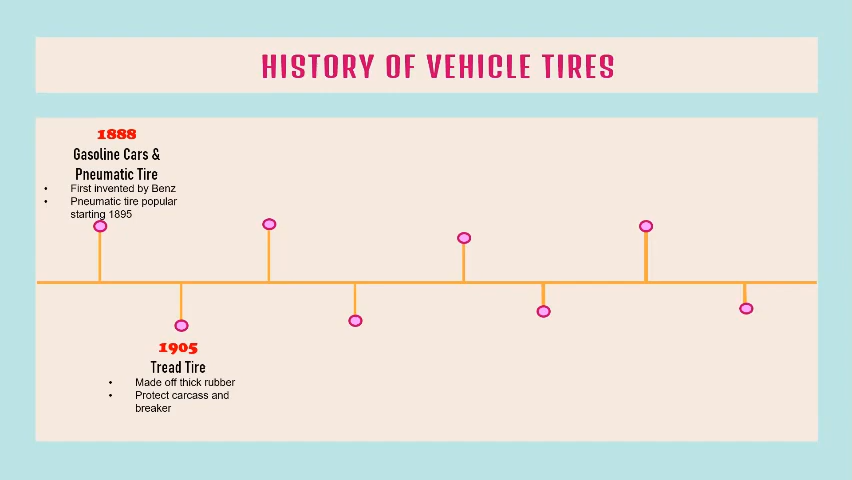 HISTORY OF VEHICLE TIRES
1888
Gasoline Cars &
Pneumatic Tire
• First invented by Benz
• Pneumatic tire popular
starting 1895
1905
Tread Tire
• Made off thick rubber
• Protect carcass and
breaker